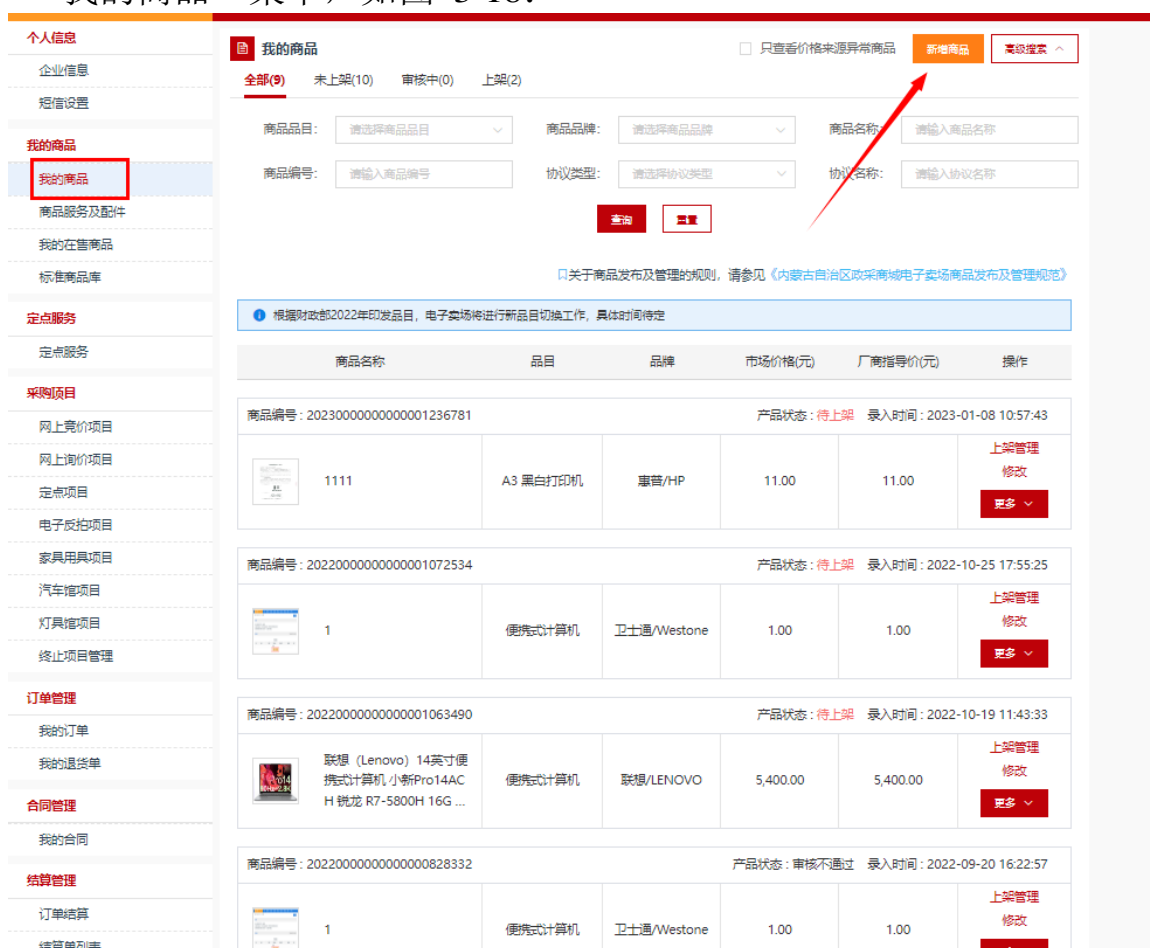 “我的商品”菜单，如图 3-18：
个人信息
企业信息
短信设置
我的商品
我的商品
商品服务及配件
我的在售商品
标准商品库
定点服务
定点服务
采购项目
网上竞价项目
网上询价项目
定点项目
电子反拍项目
家具用具项目
汽车馆项目
灯具馆项目
终止项目管理
订单管理
我的订单
我的退货单
合同管理
我的合同
结算管理
订单结算
结算单列表
我的商品 只查看价格来源异常商品 新增商品 高级搜索
全部(9) 未上架(10) 审核中(0) 上架(2)
商品品目： 请选择商品品目 商品品牌： 请选择商品品牌 商品名称： 请输入商品名称
商品编号： 请输入商品编号 协议类型： 请选择协议类型 协议名称： 请输入协议名称
查询 重置
关于商品发布及管理的规则，请参见《内蒙古自治区政采商城电子卖场商品发布及管理规范》
根据财政部2022年印发品目，电子卖场将进行新品目切换工作，具体时间待定
商品名称 品目 品牌 市场价格(元) 厂商指导价(元) 操作
商品编号 : 20230000000000001236781 产品状态 : 待上架 录入时间 : 2023-01-08 10:57:43
1111 A3 黑白打印机 惠普/HP 11.00 11.00 上架管理
修改
更多
商品编号 : 20220000000000001072534 产品状态 : 待上架 录入时间 : 2022-10-25 17:55:25
1 便携式计算机 卫士通/Westone 1.00 1.00 上架管理
修改
更多
商品编号 : 20220000000000001063490 产品状态 : 待上架 录入时间 : 2022-10-19 11:43:33
联想（Lenovo）14英寸便
携式计算机 小新Pro14AC
H 锐龙 R7-5800H 16G ...
便携式计算机 联想/LENOVO 5,400.00 5,400.00 上架管理
修改
更多
商品编号 : 20220000000000000828332 产品状态 : 审核不通过 录入时间 : 2022-09-20 16:22:57
1 便携式计算机 卫士通/Westone 1.00 1.00 上架管理
修改